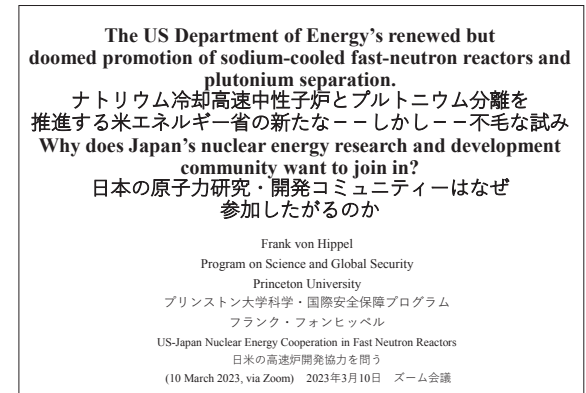 The US Department of Energy's renewed but
doomed promotion of sodium-cooled fast-neutron reactors and
plutonium separation.
ナトリウム冷却高速中性子炉とプルトニウム分離を
推進する米エネルギー省の新たな－－しかし－－不毛な試み
Why does Japan's nuclear energy research and development
community want to join in?
日本の原子力研究・開発コミュニティーはなぜ
参加したがるのか
Frank von Hippel
Program on Science and Global Security
Princeton University
プリンストン大学科学・国際安全保障プログラム
フランク・フォンヒッペル
US-Japan Nuclear Energy Cooperation in Fast Neutron Reactors
日米の高速炉開発協力を問う
(10 March 2023, via Zoom)　2023年3月10日　ズーム会議